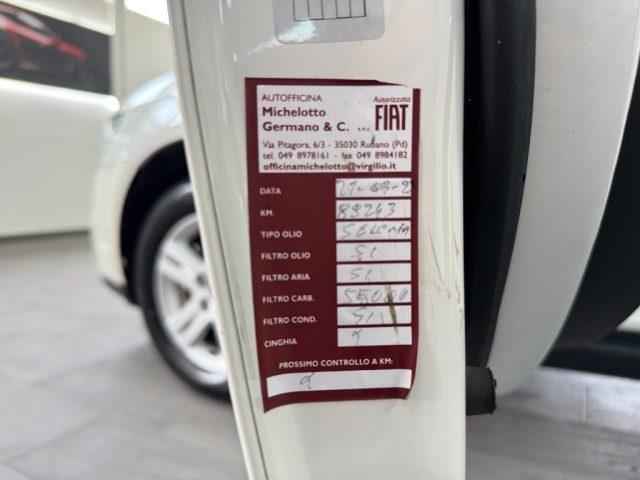 AUTOFFICINA
Michelotto
Germano & C. s.n.c.
Autorizzata
FIAT
Via Pitagora, 6/3 - 35030 Rubano (Pd)
tel. 049 8978161 - fax 049 8984182
officinamichelotto@virgilio.it
DATA
KM. 89243
TIPO OLIO
FILTRO OLIO SI
FILTRO ARIA SI
FILTRO CARB.
FILTRO COND. SI
CINGHIA
PROSSIMO CONTROLLO A KM: